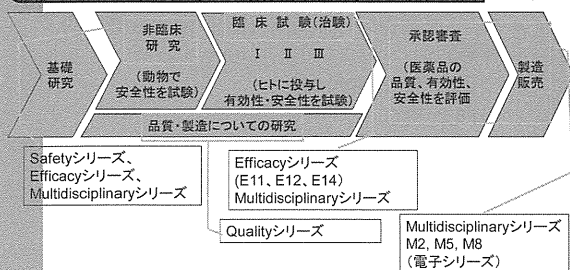 基礎
研究
非臨床
研究
(動物で
安全性を試験)
臨床試験(治験)
I II III
(ヒトに投与し
有効性・安全性を試験)
承認審査
(医薬品の
品質、有効性、
安全性を評価
製造
販売
品質・製造についての研究
Safetyシリーズ、
Efficacyシリーズ、
Multidisciplinaryシリーズ
Efficacyシリーズ
(E11、E12、E14)
Multidisciplinaryシリーズ
Qualityシリーズ
Multidisciplinaryシリーズ
M2, M5, M8
(電子シリーズ)